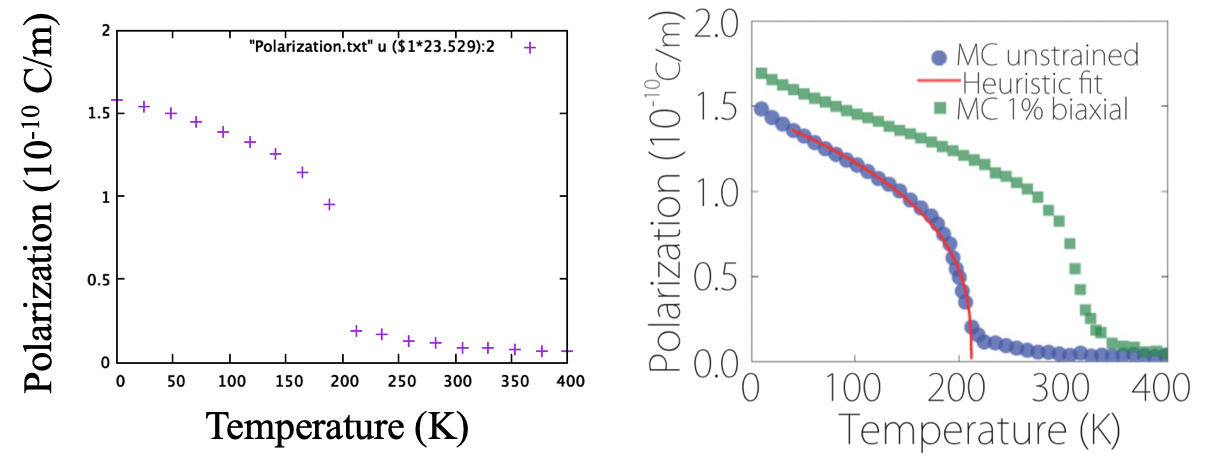 Polarization (10⁻¹⁰ C/m)
2
1.5
1
0.5
0
"Polarization.txt" u ($1*23.529):2
0 50 100 150 200 250 300 350 400
Temperature (K)
Polarization (10⁻¹⁰C/m)
2.0
1.5
1.0
0.5
0.0
MC unstrained
Heuristic fit
MC 1% biaxial
0 100 200 300 400
Temperature (K)